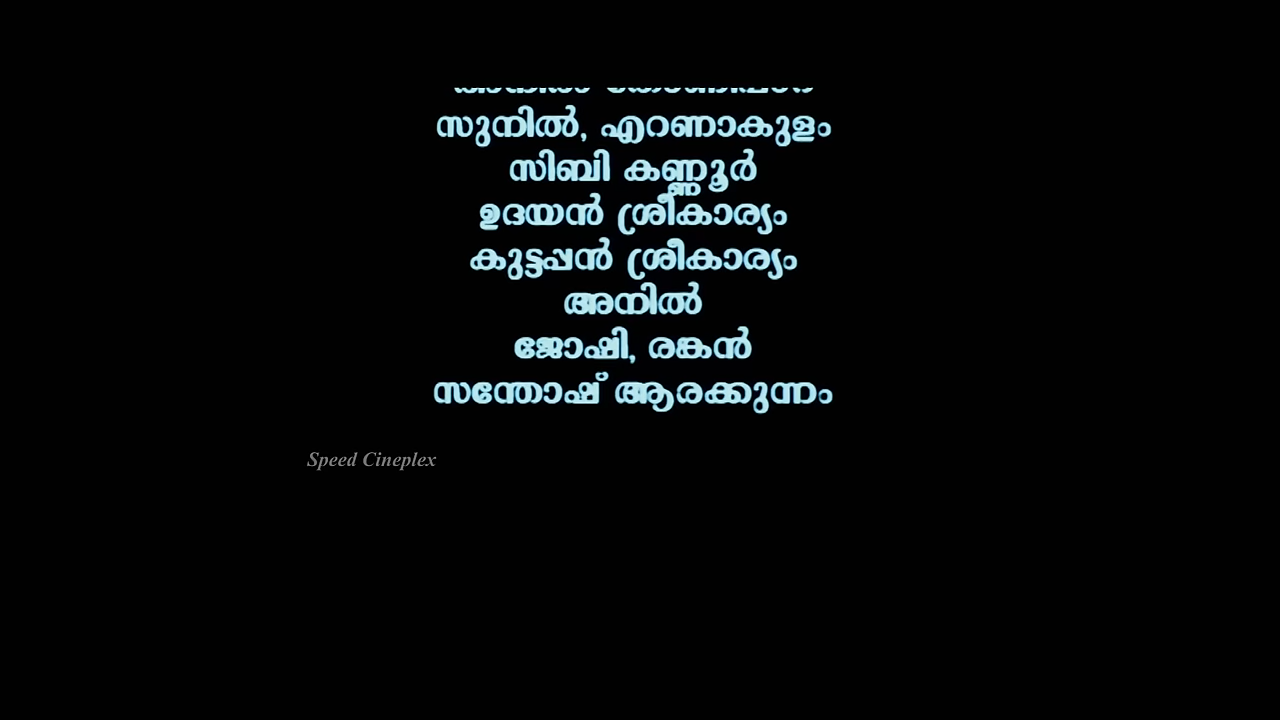 സുനിൽ, എറണാകുളം
സിബി കണ്ണൂർ
ഉദയൻ ശ്രീകാര്യം
കുട്ടപ്പൻ ശ്രീകാര്യം
അനിൽ
ജോഷി, രങ്കൻ
സന്തോഷ് ആരക്കുന്നം
Speed Cineplex